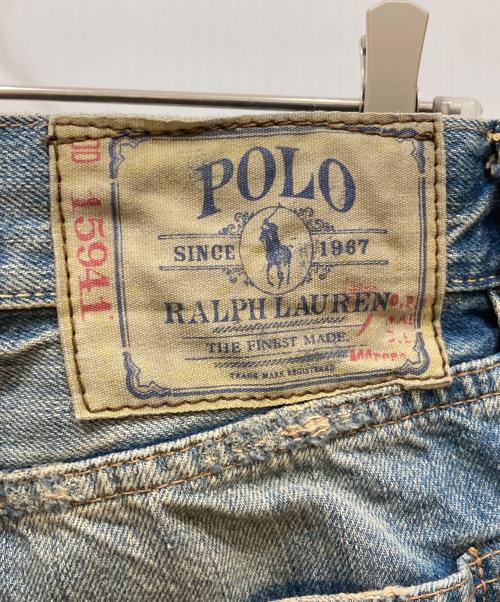 POLO
SINCE 1967
RALPH LAUREN
THE FINEST MADE
TRADE MARK REGISTERED
15941